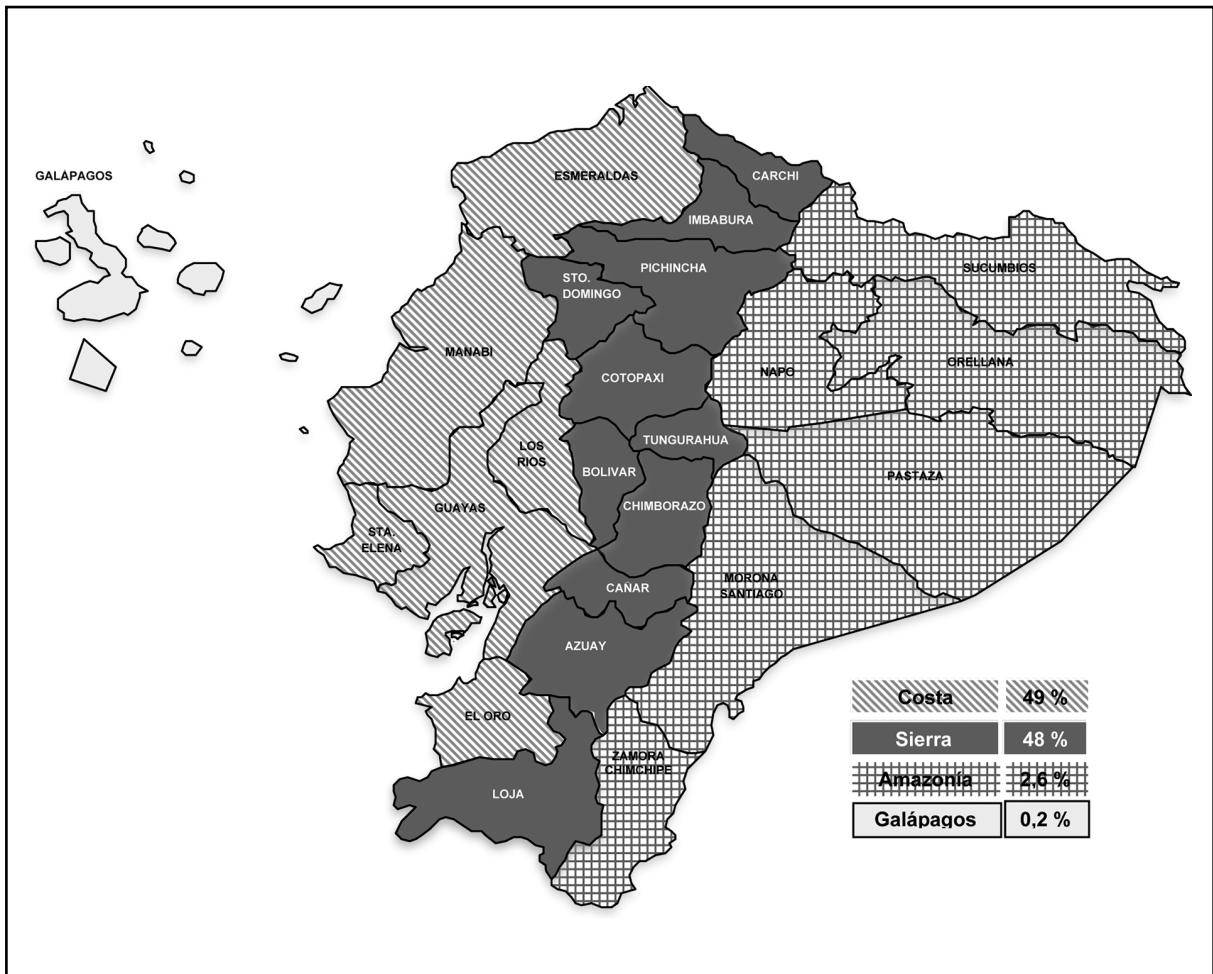 GALÁPAGOS
ESMERALDAS
CARCHI
IMBABURA
PICHINCHA
STO.
DOMINGO
SUCUMBIOS
MANABI
COTOPAXI
NAPO
ORELLANA
TUNGURAHUA
LOS
RIOS
BOLIVAR
PASTAZA
GUAYAS
CHIMBORAZO
STA.
ELENA
CAÑAR
MORONA
SANTIAGO
AZUAY
EL ORO
ZAMORA
CHIMCHIPE
LOJA
Costa 49 %
Sierra 48 %
Amazonía 2,6 %
Galápagos 0,2 %